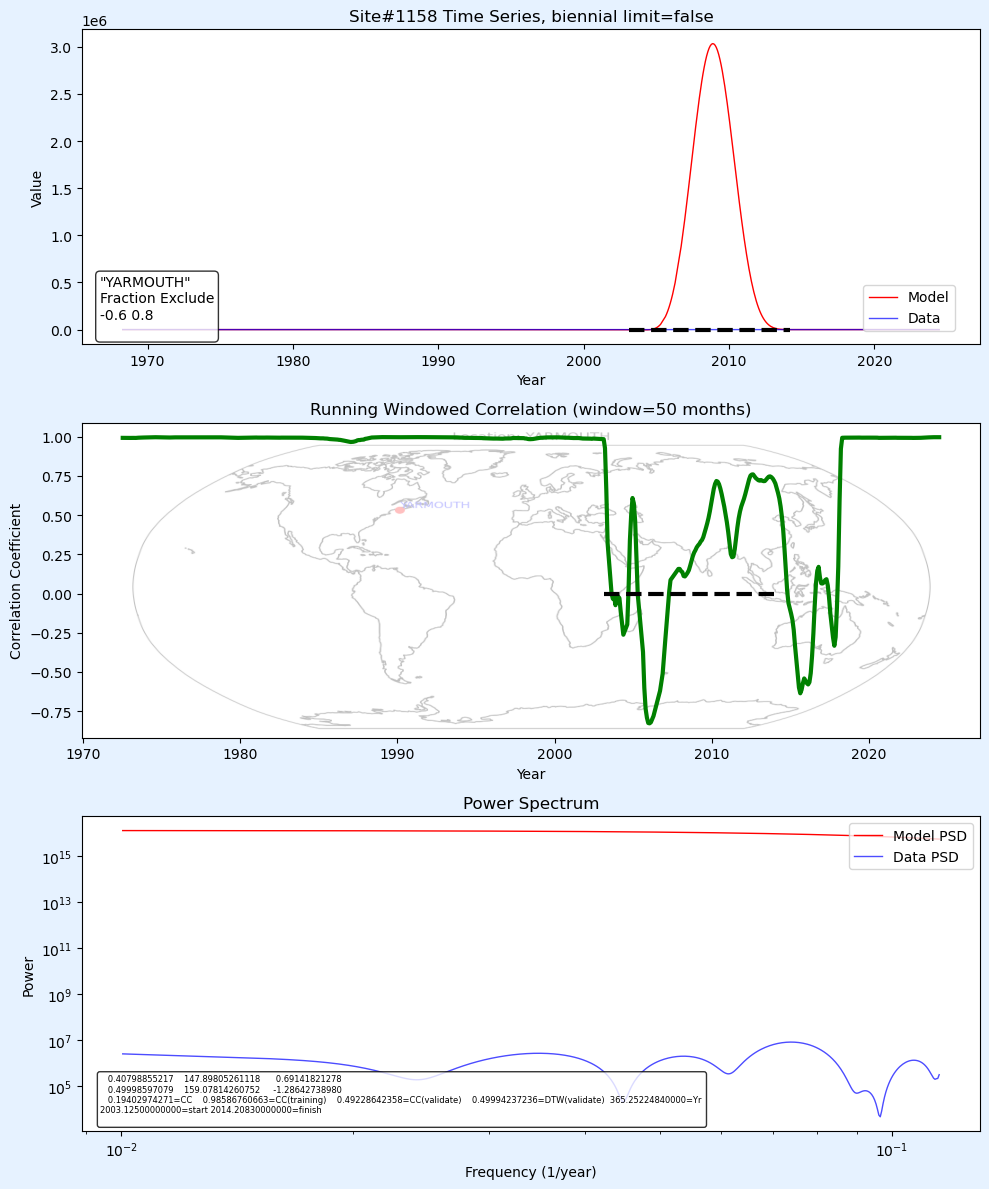 Site#1158 Time Series, biennial limit=false
1e6
3.0
2.5
2.0
1.5
1.0
0.5
0.0
Value
"YARMOUTH"
Fraction Exclude
-0.6 0.8
Model
Data
1970
1980
1990
2000
2010
2020
Year
Running Windowed Correlation (window=50 months)
Location: YARMOUTH
YARMOUTH
1.00
0.75
0.50
0.25
0.00
−0.25
−0.50
−0.75
Correlation Coefficient
1970
1980
1990
2000
2010
2020
Year
Power Spectrum
Model PSD
Data PSD
10^15
10^13
10^11
10^9
10^7
10^5
Power
0.40798855217 147.89805261118 0.69141821278
0.49998597079 159.07814260752 -1.28642738980
0.19402974271=CC 0.98586760663=CC(training) 0.49228642358=CC(validate) 0.49994237236=DTW(validate) 365.25224840000=Yr
2003.12500000000=start 2014.20830000000=finish
10^−2
10^−1
Frequency (1/year)